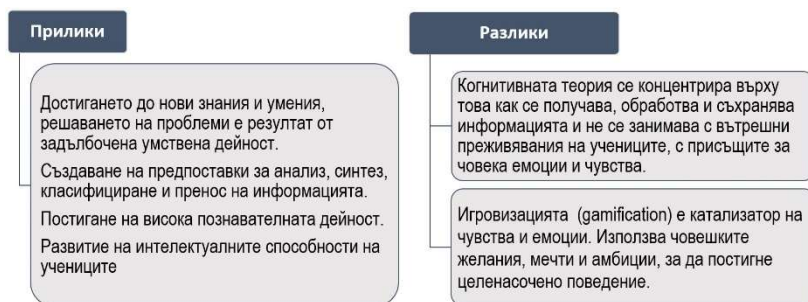 Прилики
Достигането до нови знания и умения,
решаването на проблеми е резултат от
задълбочена умствена дейност.
Създаване на предпоставки за анализ, синтез,
класифициране и пренос на информацията.
Постигане на висока познавателната дейност.
Развитие на интелектуалните способности на
учениците
Разлики
Когнитивната теория се концентрира върху
това как се получава, обработва и съхранява
информацията и не се занимава с вътрешни
преживявания на учениците, с присъщите за
човека емоции и чувства.
Игровизацията (gamification) е катализатор на
чувства и емоции. Използва човешките
желания, мечти и амбиции, за да постигне
целенасочено поведение.